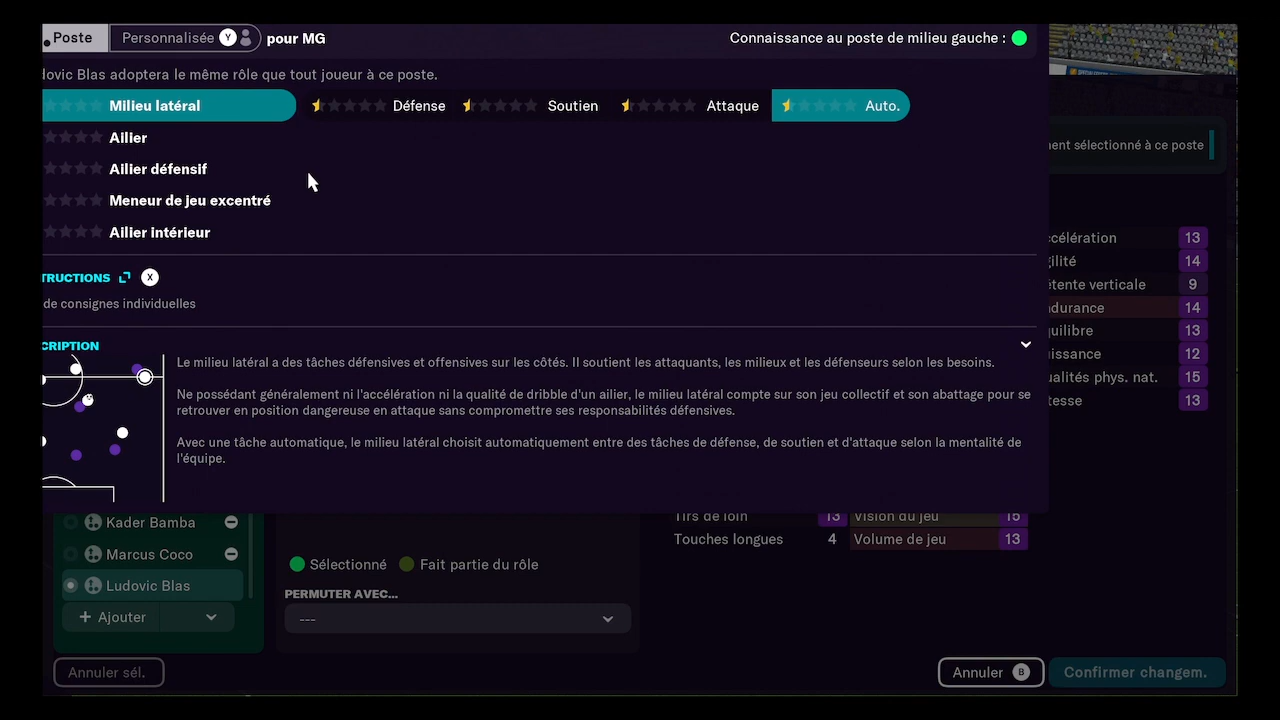 Poste Personnalisée Y pour MG
Connaissance au poste de milieu gauche :
lovic Blas adoptera le même rôle que tout joueur à ce poste.
Milieu latéral Défense Soutien Attaque Auto.
Ailier
Ailier défensif
Meneur de jeu excentré
Ailier intérieur
ent sélectionné à ce poste
TRUCTIONS X
de consignes individuelles
CRIPTION
Le milieu latéral a des tâches défensives et offensives sur les côtés. Il soutient les attaquants, les milieux et les défenseurs selon les besoins.
Ne possédant généralement ni l'accélération ni la qualité de dribble d'un ailier, le milieu latéral compte sur son jeu collectif et son abattage pour se
retrouver en position dangereuse en attaque sans compromettre ses responsabilités défensives.
Avec une tâche automatique, le milieu latéral choisit automatiquement entre des tâches de défense, de soutien et d'attaque selon la mentalité de
l'équipe.
ccélération 13
gilité 14
étente verticale 9
ndurance 14
quilibre 13
uissance 12
ualités phys. nat. 15
tesse 13
Kader Bamba
Marcus Coco
Ludovic Blas
+ Ajouter
Sélectionné Fait partie du rôle
PERMUTER AVEC...
---
Tirs de loin 13 Vision du jeu 15
Touches longues 4 Volume de jeu 13
Annuler sél.
Annuler B
Confirmer changem.